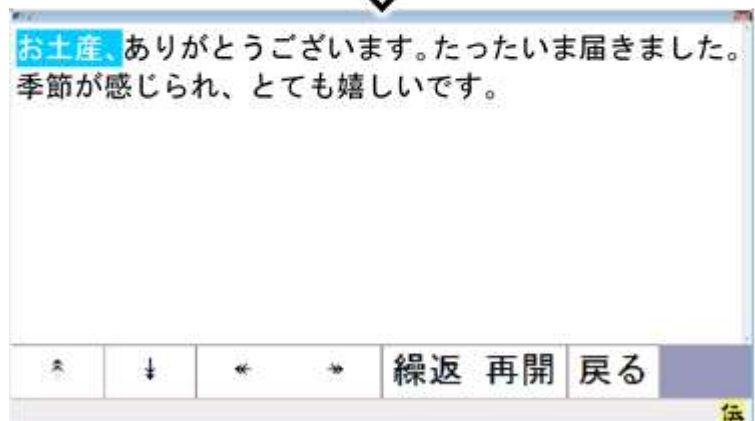 お土産、ありがとうございます。たったいま届きました。
季節が感じられ、とても嬉しいです。
繰返 再開 戻る
伝